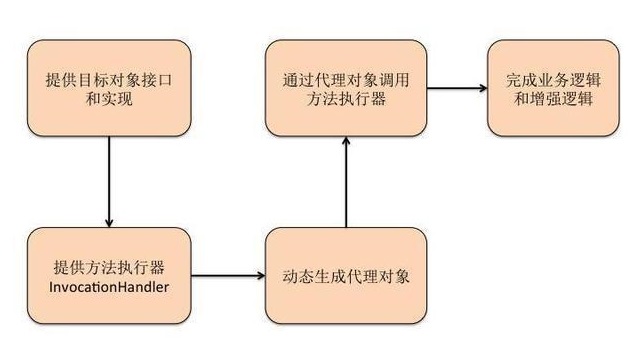 提供目标对象接口
和实现
提供方法执行器
InvocationHandler
动态生成代理对象
通过代理对象调用
方法执行器
完成业务逻辑
和增强逻辑